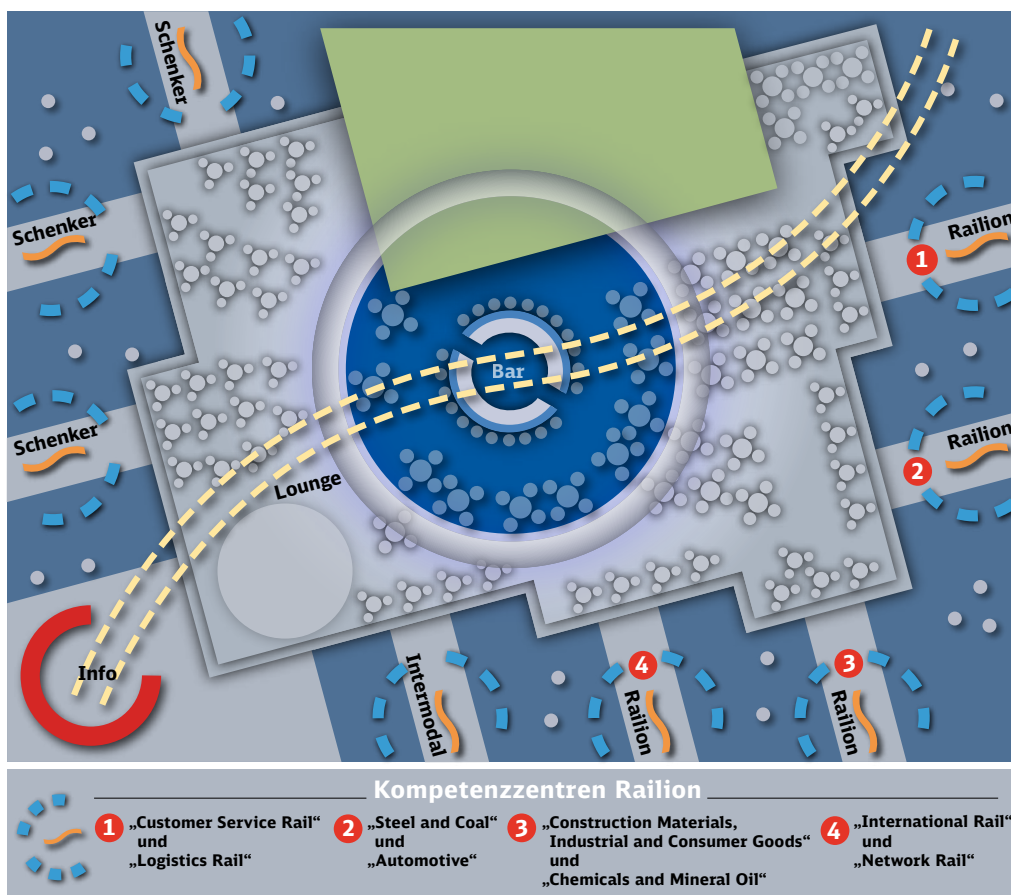 Schenker
Schenker
Railion
1
Bar
Schenker
Railion
2
Lounge
Info
Intermodal
4
Railion
3
Railion
Kompetenzzentren Railion
1 „Customer Service Rail“
und
„Logistics Rail“
2 „Steel and Coal“
und
„Automotive“
3 „Construction Materials,
Industrial and Consumer Goods“
und
„Chemicals and Mineral Oil“
4 „International Rail“
und
„Network Rail“